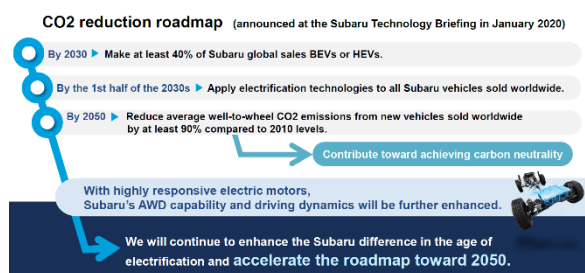 CO2 reduction roadmap (announced at the Subaru Technology Briefing in January 2020)
By 2030 ▶ Make at least 40% of Subaru global sales BEVs or HEVs.
By the 1st half of the 2030s ▶ Apply electrification technologies to all Subaru vehicles sold worldwide.
By 2050 ▶ Reduce average well-to-wheel CO2 emissions from new vehicles sold worldwide
by at least 90% compared to 2010 levels.
Contribute toward achieving carbon neutrality
With highly responsive electric motors,
Subaru's AWD capability and driving dynamics will be further enhanced.
We will continue to enhance the Subaru difference in the age of
electrification and accelerate the roadmap toward 2050.